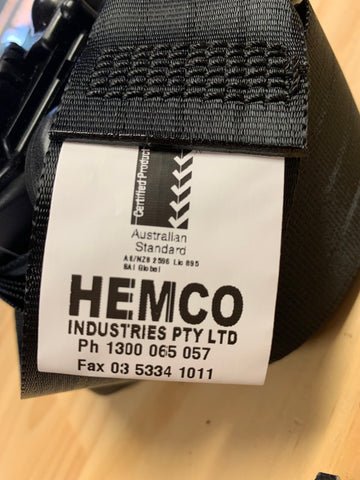 Certified Product
Australian
Standard
AS/NZS 2596 Lic 895
SAI Global
HEMCO
INDUSTRIES PTY LTD
Ph 1300 065 057
Fax 03 5334 1011